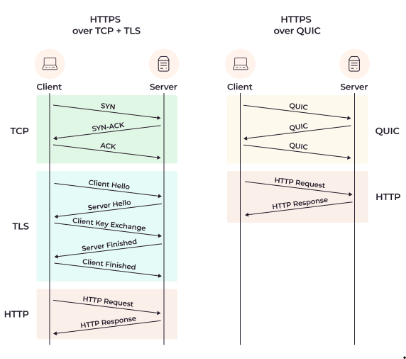 HTTPS
over TCP + TLS
Client
Server
TCP
SYN
SYN-ACK
ACK
TLS
Client Hello
Server Hello
Client Key Exchange
Server Finished
Client Finished
HTTP
HTTP Request
HTTP Response
HTTPS
over QUIC
Client
Server
QUIC
QUIC
QUIC
QUIC
HTTP Request
HTTP Response
HTTP